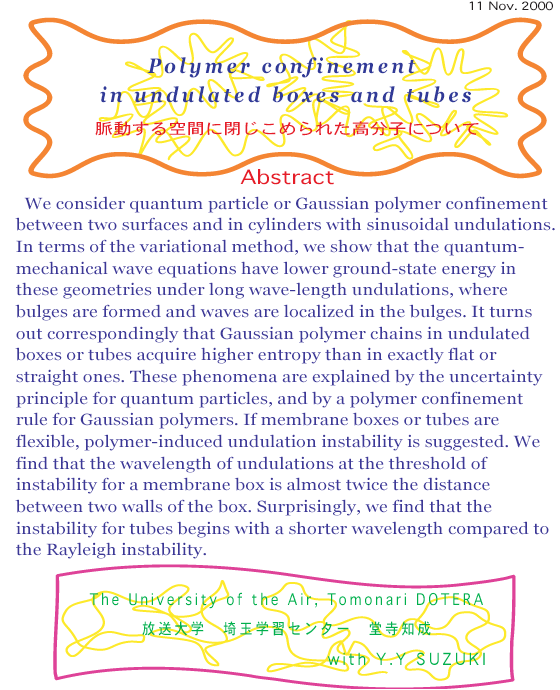 11 Nov. 2000
Polymer confinement
in undulated boxes and tubes
脈動する空間に閉じこめられた高分子について
Abstract
We consider quantum particle or Gaussian polymer confinement
between two surfaces and in cylinders with sinusoidal undulations.
In terms of the variational method, we show that the quantum-
mechanical wave equations have lower ground-state energy in
these geometries under long wave-length undulations, where
bulges are formed and waves are localized in the bulges. It turns
out correspondingly that Gaussian polymer chains in undulated
boxes or tubes acquire higher entropy than in exactly flat or
straight ones. These phenomena are explained by the uncertainty
principle for quantum particles, and by a polymer confinement
rule for Gaussian polymers. If membrane boxes or tubes are
flexible, polymer-induced undulation instability is suggested. We
find that the wavelength of undulations at the threshold of
instability for a membrane box is almost twice the distance
between two walls of the box. Surprisingly, we find that the
instability for tubes begins with a shorter wavelength compared to
the Rayleigh instability.
The University of the Air, Tomonari DOTERA
放送大学　埼玉学習センター　堂寺知成
with Y.Y SUZUKI